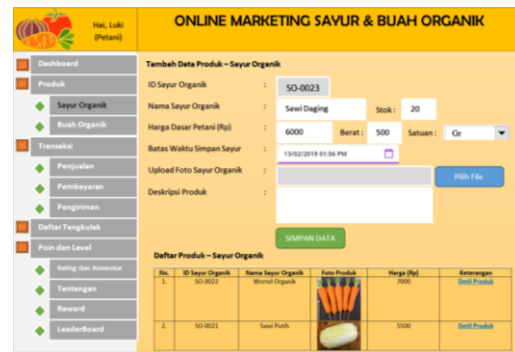 Hai, Luki
(Petani)
ONLINE MARKETING SAYUR & BUAH ORGANIK
Dashboard
Produk
Sayur Organik
Buah Organik
Transaksi
Penjualan
Pembayaran
Pengiriman
Daftar Tengkulak
Poin dan Level
Rating dan Komentar
Tantangan
Reward
LeaderBoard
Tambah Data Produk – Sayur Organik
ID Sayur Organik : SO-0023
Nama Sayur Organik : Sawi Daging Stok : 20
Harga Dasar Petani (Rp) : 6000 Berat : 500 Satuan : Gr
Batas Waktu Simpan Sayur : 13/02/2019 01:56 PM
Upload Foto Sayur Organik : Pilih File
Deskripsi Produk :
SIMPAN DATA
Daftar Produk – Sayur Organik
No. ID Sayur Organik Nama Sayur Organik Foto Produk Harga (Rp) Keterangan
1. SO-0022 Wortel Organik 7000 Detil Produk
2. SO-0021 Sawi Putih 5500 Detil Produk